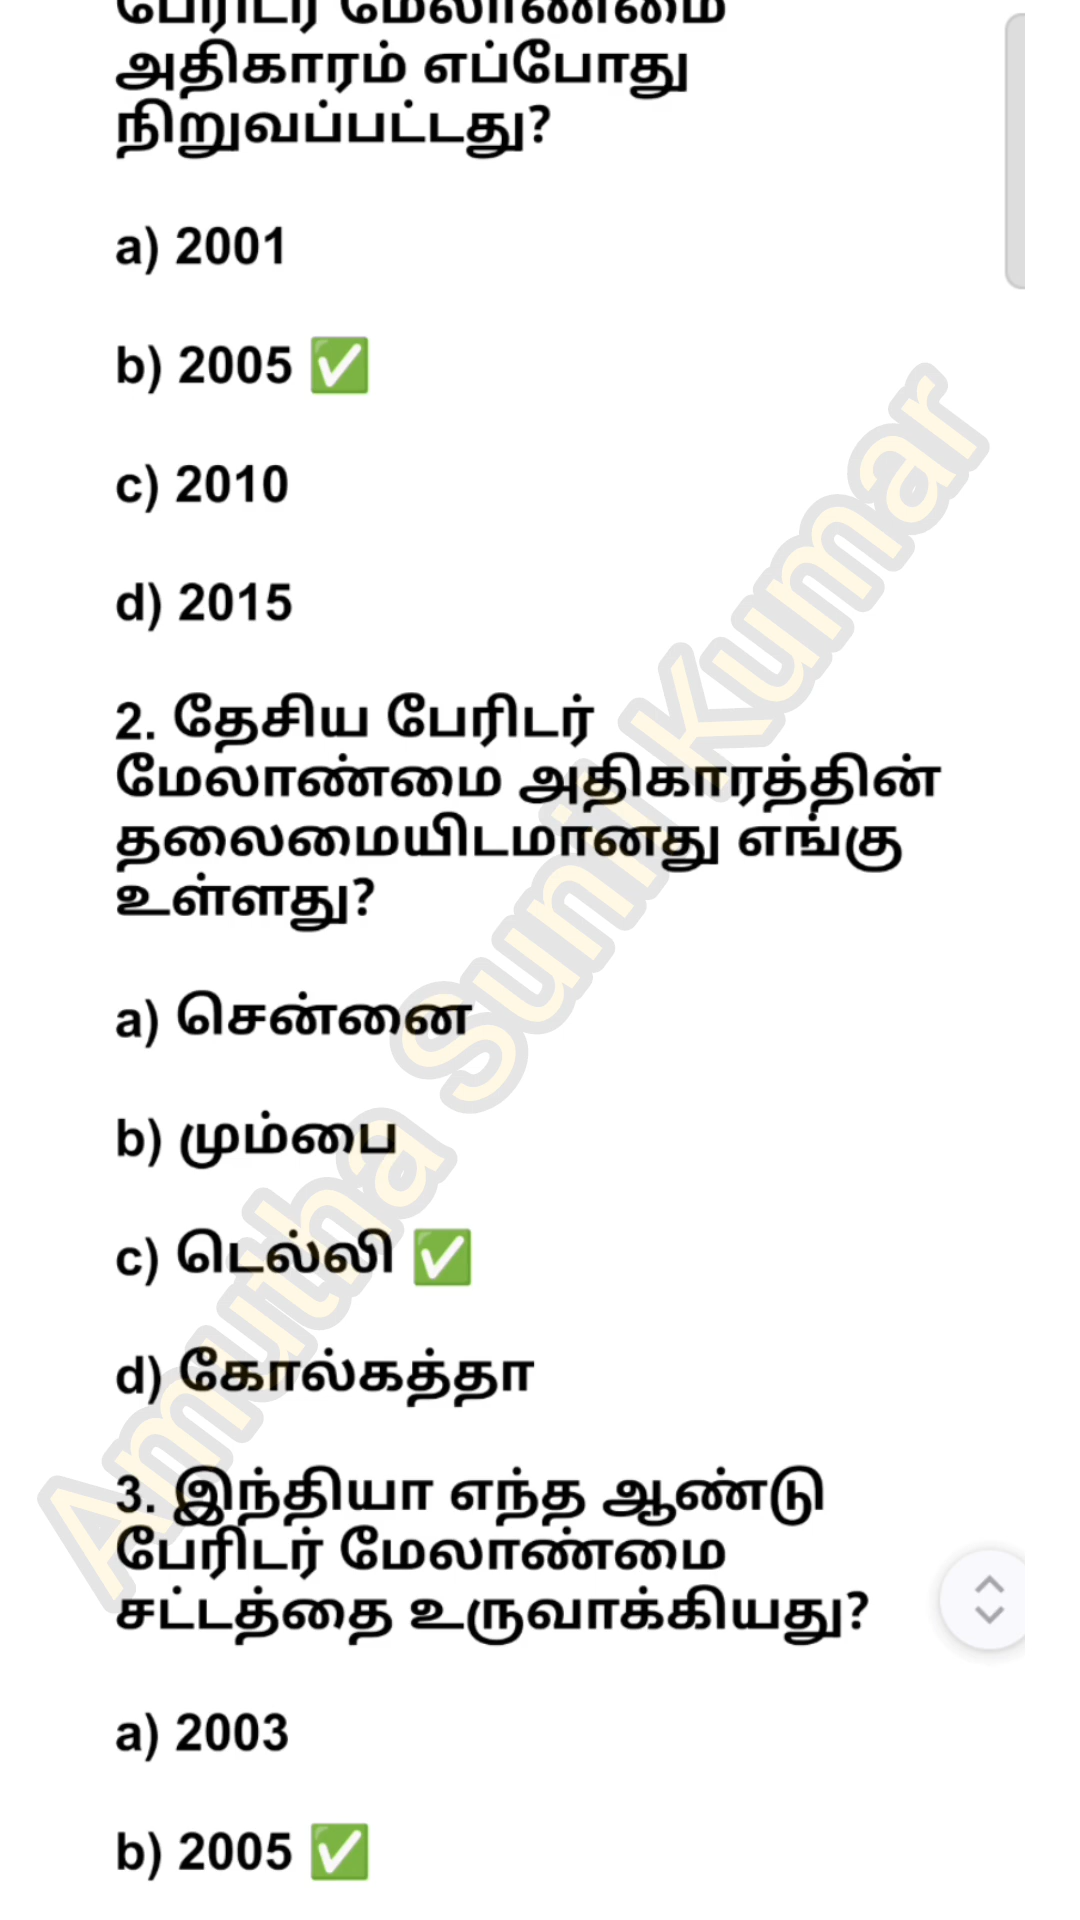 பேரிடர் மேலாண்மை
அதிகாரம் எப்போது
நிறுவப்பட்டது?
a) 2001
b) 2005 ✅
c) 2010
d) 2015
2. தேசிய பேரிடர்
மேலாண்மை அதிகாரத்தின்
தலைமையிடமானது எங்கு
உள்ளது?
a) சென்னை
b) மும்பை
c) டெல்லி ✅
d) கோல்கத்தா
3. இந்தியா எந்த ஆண்டு
பேரிடர் மேலாண்மை
சட்டத்தை உருவாக்கியது?
a) 2003
b) 2005 ✅
Amutha Sunil Kumar